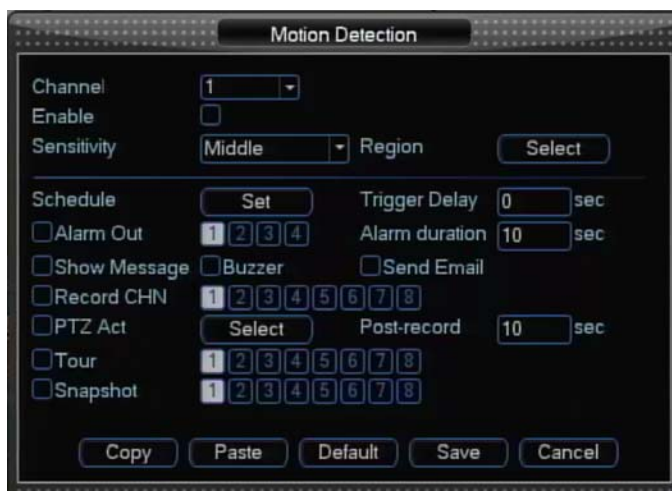 Motion Detection
Channel 1
Enable
Sensitivity Middle Region Select
Schedule Set Trigger Delay 0 sec
Alarm Out 1 2 3 4 Alarm duration 10 sec
Show Message Buzzer Send Email
Record CHN 1 2 3 4 5 6 7 8
PTZ Act Select Post-record 10 sec
Tour 1 2 3 4 5 6 7 8
Snapshot 1 2 3 4 5 6 7 8
Copy Paste Default Save Cancel